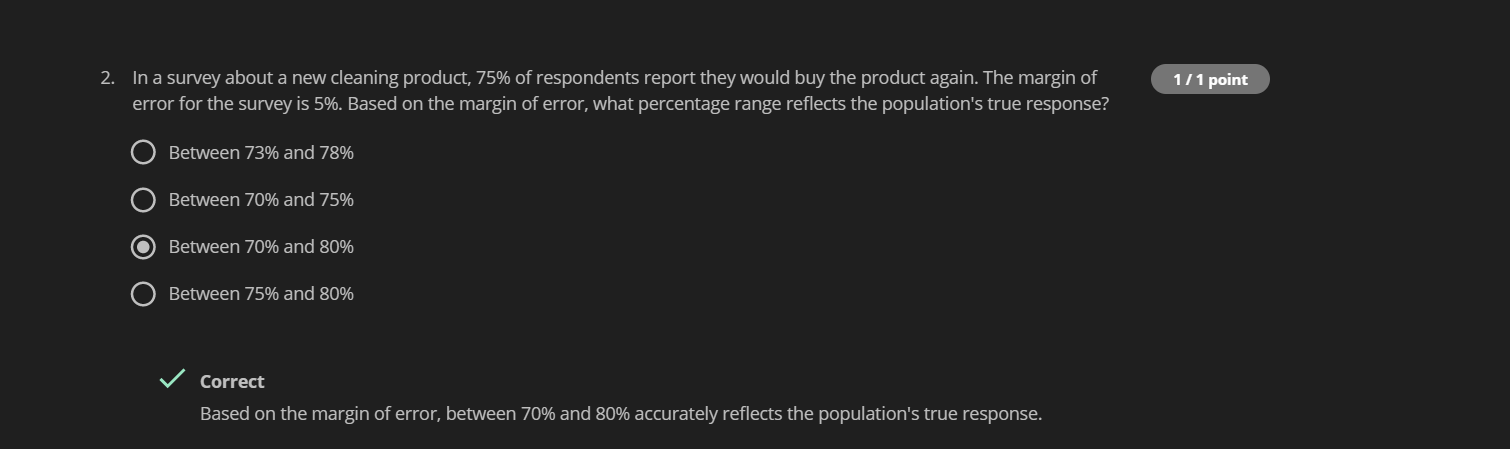 2. In a survey about a new cleaning product, 75% of respondents report they would buy the product again. The margin of
1 / 1 point
error for the survey is 5%. Based on the margin of error, what percentage range reflects the population's true response?
Between 73% and 78%
Between 70% and 75%
Between 70% and 80%
Between 75% and 80%
Correct
Based on the margin of error, between 70% and 80% accurately reflects the population's true response.